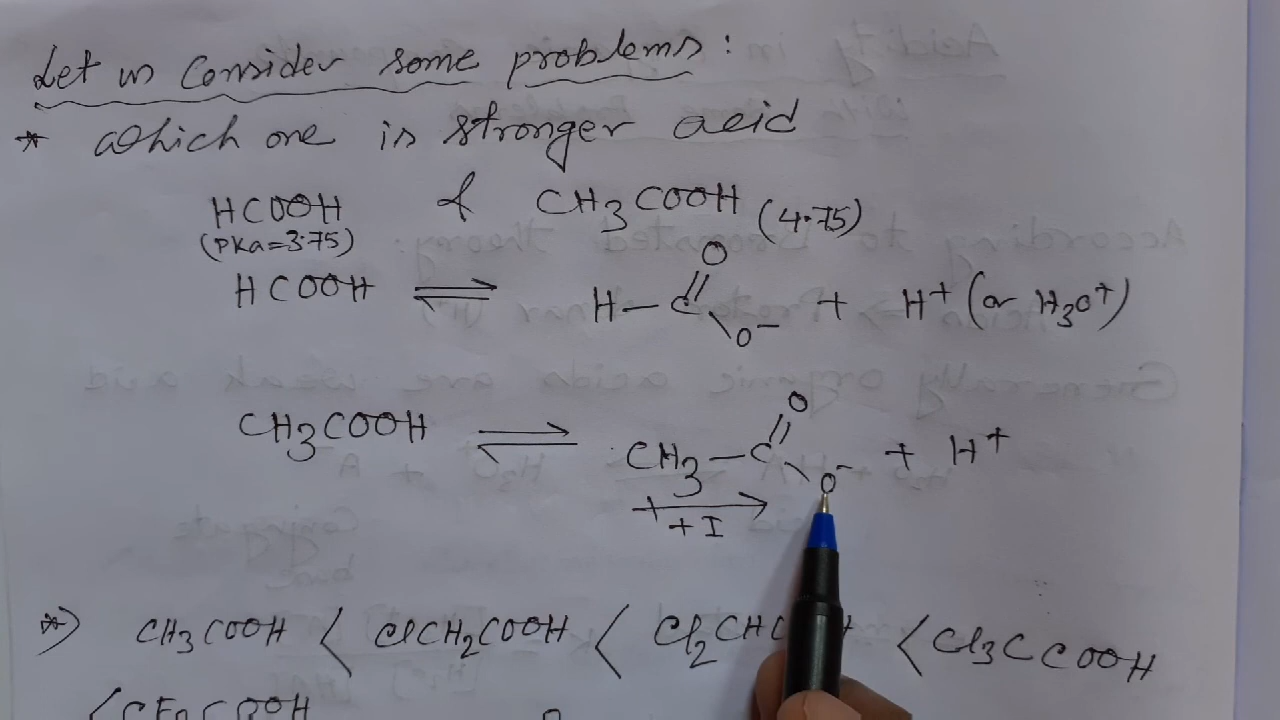 Let us Consider some problems:
* Which one is stronger acid
HCOOH & CH3COOH (4.75)
(PKa=3.75)
HCOOH ⇌ H—C(=O)\O⁻ + H⁺ (or H3O⁺)
CH3COOH ⇌ CH3—C(=O)\O⁻ + H⁺
+I
*) CH3COOH < ClCH2COOH < Cl2CHC H < Cl3CCOOH
< CF3COOH